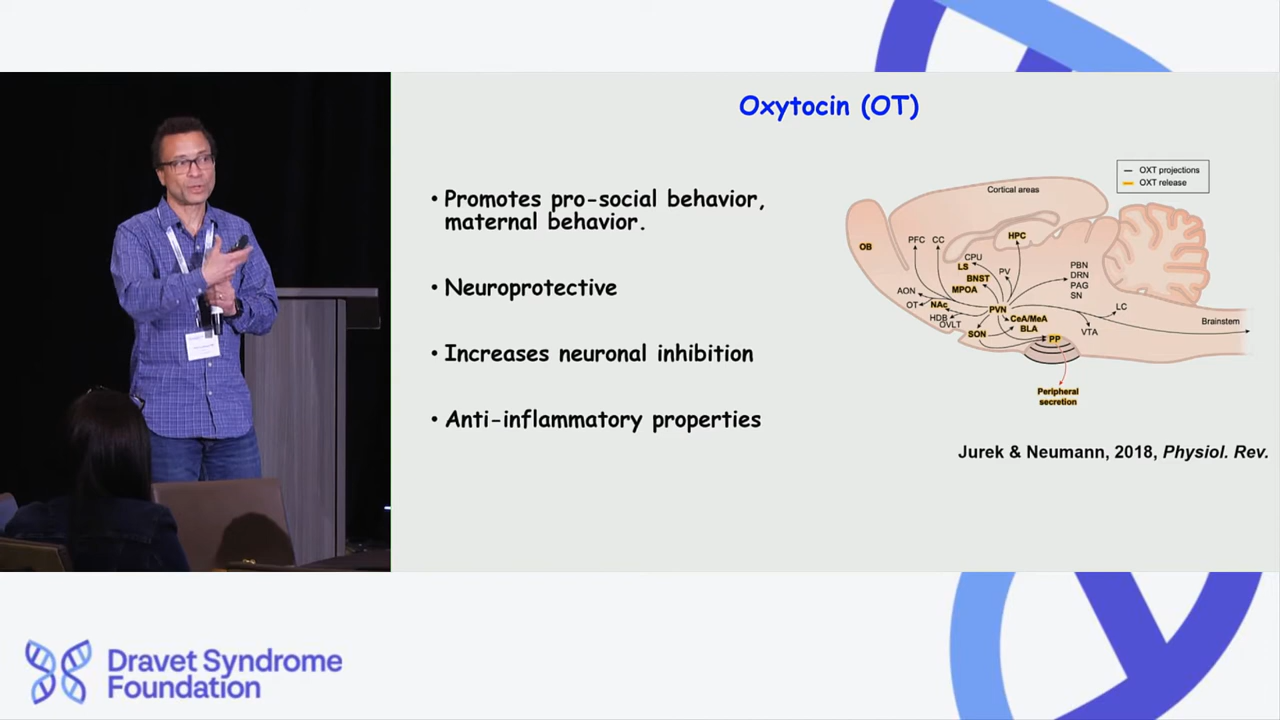 Oxytocin (OT)
• Promotes pro-social behavior,
maternal behavior.
• Neuroprotective
• Increases neuronal inhibition
• Anti-inflammatory properties
OXT projections
OXT release
Cortical areas
OB
PFC
CC
HPC
CPU
LS
BNST
PV
MPOA
AON
OT
NAc
PVN
HDB
OVLT
SON
CeA/MeA
BLA
PP
PBN
DRN
PAG
SN
LC
VTA
Brainstem
Peripheral
secretion
Jurek & Neumann, 2018, Physiol. Rev.
Dravet Syndrome
Foundation